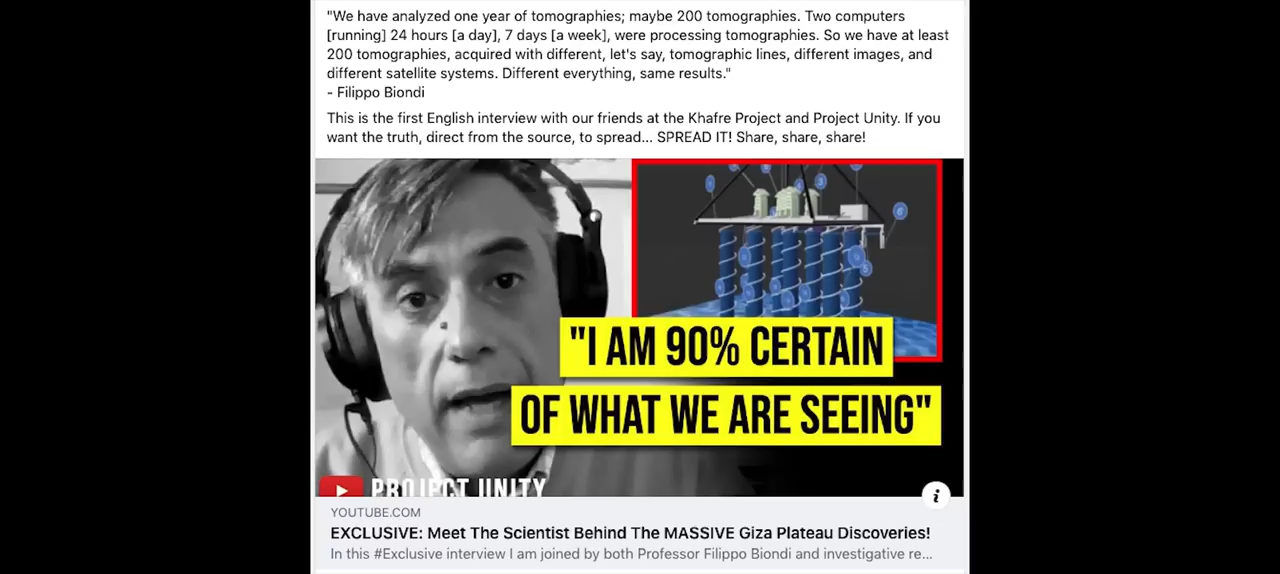 "We have analyzed one year of tomographies; maybe 200 tomographies. Two computers
[running] 24 hours [a day], 7 days [a week], were processing tomographies. So we have at least
200 tomographies, acquired with different, let's say, tomographic lines, different images, and
different satellite systems. Different everything, same results."
- Filippo Biondi
This is the first English interview with our friends at the Khafre Project and Project Unity. If you
want the truth, direct from the source, to spread... SPREAD IT! Share, share, share!
"I AM 90% CERTAIN
OF WHAT WE ARE SEEING"
PROJECT UNITY
YOUTUBE.COM
EXCLUSIVE: Meet The Scientist Behind The MASSIVE Giza Plateau Discoveries!
In this #Exclusive interview I am joined by both Professor Filippo Biondi and investigative re...